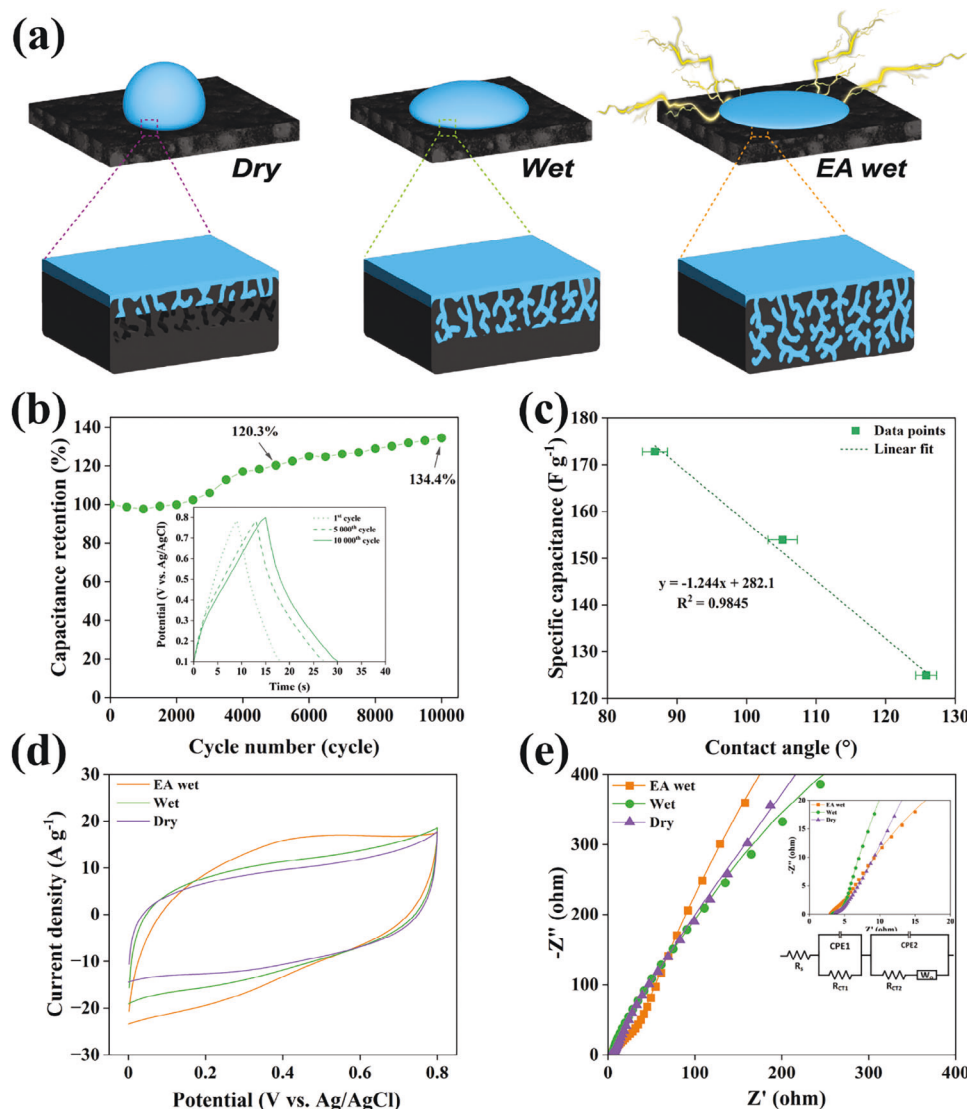 (a)
Dry
Wet
EA wet
(b)
Capacitance retention (%)
140
120
100
80
60
40
20
0
120.3%
134.4%
Potential (V vs. Ag/AgCl)
0.8
0.7
0.6
0.5
0.4
0.3
0.2
0.1
1st cycle
5 000th cycle
10 000th cycle
0 5 10 15 20 25 30 35 40
Time (s)
0 2000 4000 6000 8000 10000
Cycle number (cycle)
(c)
Specific capacitance (F g-1)
180
170
160
150
140
130
120
Data points
Linear fit
y = -1.244x + 282.1
R2 = 0.9845
80 90 100 110 120 130
Contact angle (°)
(d)
Current density (A g-1)
30
20
10
0
−10
−20
−30
EA wet
Wet
Dry
0 0.2 0.4 0.6 0.8
Potential (V vs. Ag/AgCl)
(e)
-Z'' (ohm)
400
300
200
100
0
EA wet
Wet
Dry
-Z'' (ohm)
20
15
10
5
0
EA wet
Wet
Dry
0 5 10 15 20
Z' (ohm)
CPE1
CPE2
Rs
RCT1
RCT2
0 100 200 300 400
Z' (ohm)